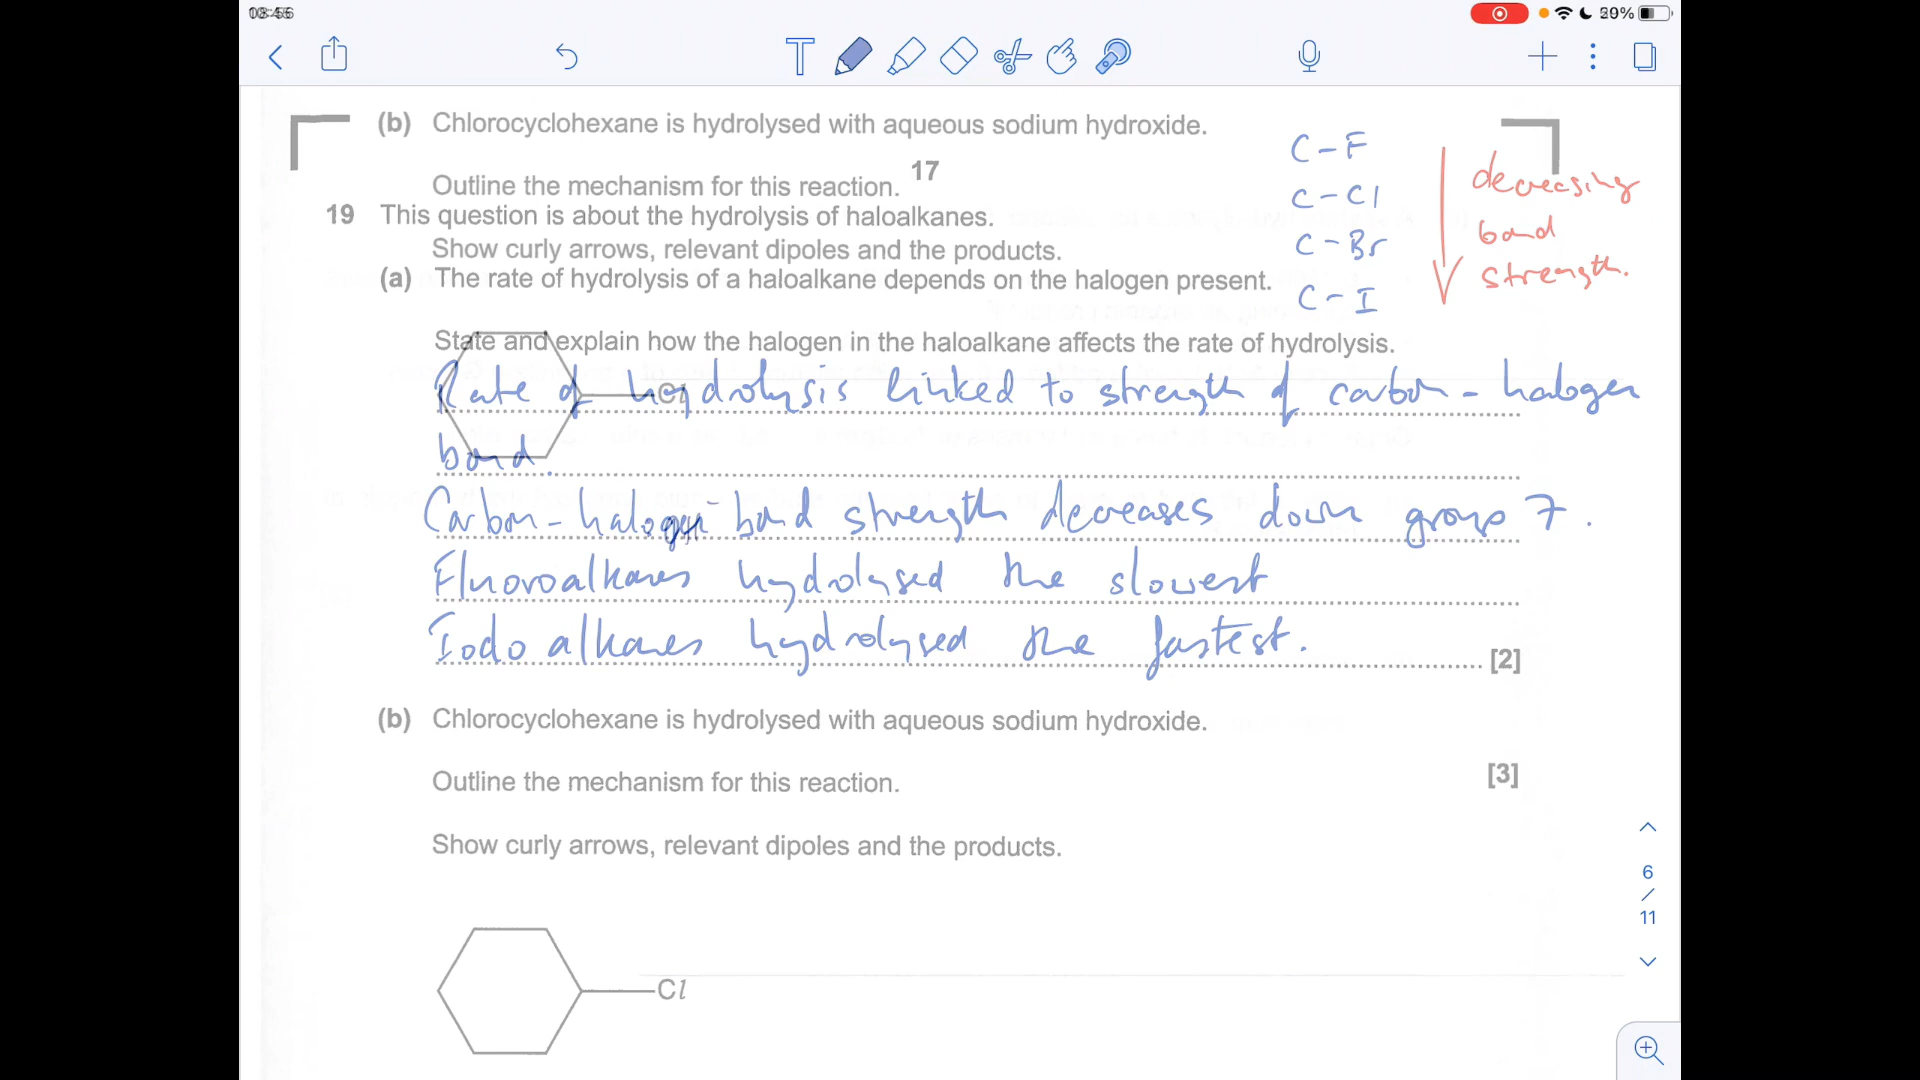 (b) Chlorocyclohexane is hydrolysed with aqueous sodium hydroxide.
C - F
17
Outline the mechanism for this reaction.
decreasing
C - Cl
19 This question is about the hydrolysis of haloalkanes.
bond
Show curly arrows, relevant dipoles and the products.
C - Br
strength.
(a) The rate of hydrolysis of a haloalkane depends on the halogen present.
C - I
State and explain how the halogen in the haloalkane affects the rate of hydrolysis.
Rate of hydrolysis linked to strength of carbon - halogen
Cl
bond.
Carbon - halogen bond strength decreases down group 7.
Fluoroalkanes hydrolysed the slowest
Iodoalkanes hydrolysed the fastest.
[2]
(b) Chlorocyclohexane is hydrolysed with aqueous sodium hydroxide.
[3]
Outline the mechanism for this reaction.
Show curly arrows, relevant dipoles and the products.
6
/
11
Cl